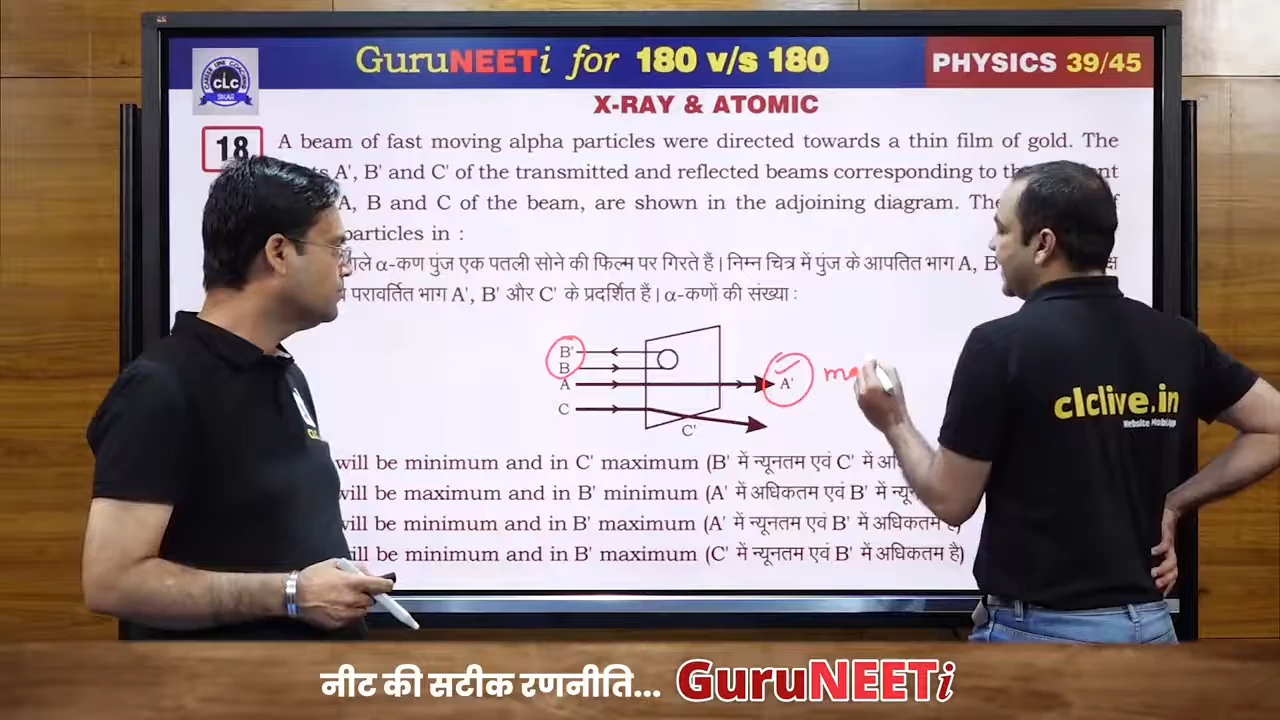 GuruNEETi for 180 v/s 180
PHYSICS 39/45
CAREER LINE COACHING
CLC
SIKAR
X-RAY & ATOMIC
18
A beam of fast moving alpha particles were directed towards a thin film of gold. The
A', B' and C' of the transmitted and reflected beams corresponding to
A, B and C of the beam, are shown in the adjoining diagram.
particles in :
α-कण पुंज एक पतली सोने की फिल्म पर गिरते हैं। निम्न चित्र में पुंज के आपतित भाग A, B
परावर्तित भाग A', B' और C' के प्रदर्शित हैं। α-कणों की संख्या :
B'
B
A
A'
C
C'
will be minimum and in C' maximum (B' में न्यूनतम एवं C' में
will be maximum and in B' minimum (A' में अधिकतम एवं B' में
will be minimum and in B' maximum (A' में न्यूनतम एवं B' में अधिकतम
will be minimum and in B' maximum (C' में न्यूनतम एवं B' में अधिकतम है)
clclive.in
नीट की सटीक रणनीति... GuruNEETi